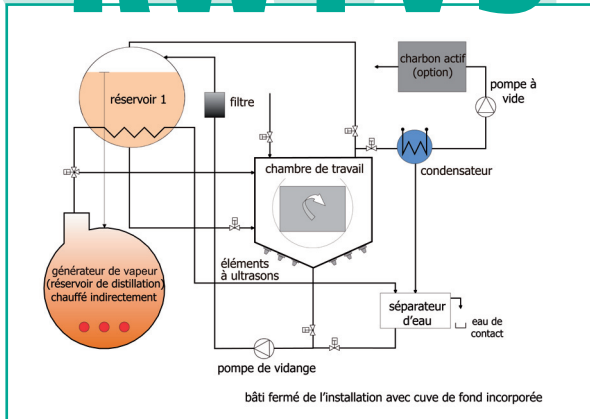 réservoir 1
filtre
charbon actif
(option)
pompe à
vide
chambre de travail
condensateur
générateur de vapeur
(réservoir de distillation)
chauffé indirectement
éléments
à ultrasons
séparateur
d'eau
eau de
contact
pompe de vidange
bâti fermé de l'installation avec cuve de fond incorporée